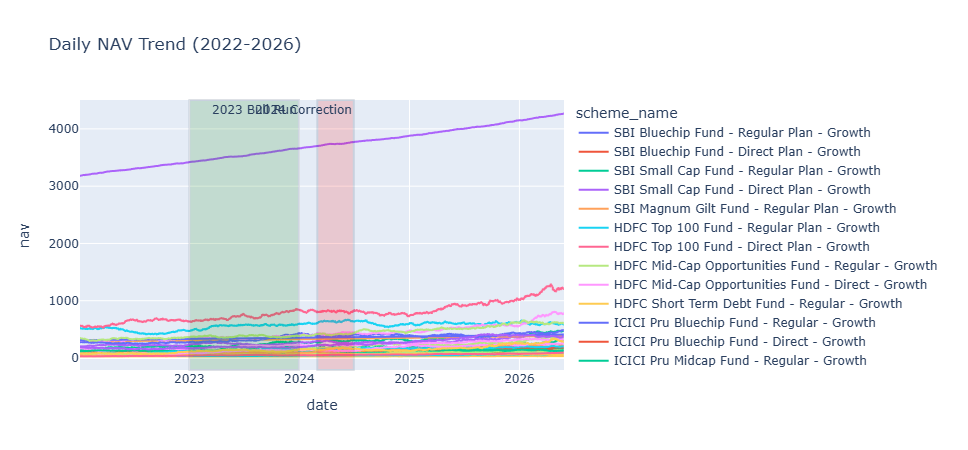 Daily NAV Trend (2022-2026)
2023 Bull Run
2024 Correction
scheme_name
SBI Bluechip Fund - Regular Plan - Growth
SBI Bluechip Fund - Direct Plan - Growth
SBI Small Cap Fund - Regular Plan - Growth
SBI Small Cap Fund - Direct Plan - Growth
SBI Magnum Gilt Fund - Regular Plan - Growth
HDFC Top 100 Fund - Regular Plan - Growth
HDFC Top 100 Fund - Direct Plan - Growth
HDFC Mid-Cap Opportunities Fund - Regular - Growth
HDFC Mid-Cap Opportunities Fund - Direct - Growth
HDFC Short Term Debt Fund - Regular - Growth
ICICI Pru Bluechip Fund - Regular - Growth
ICICI Pru Bluechip Fund - Direct - Growth
ICICI Pru Midcap Fund - Regular - Growth
nav
4000
3000
2000
1000
0
2023 2024 2025 2026
date